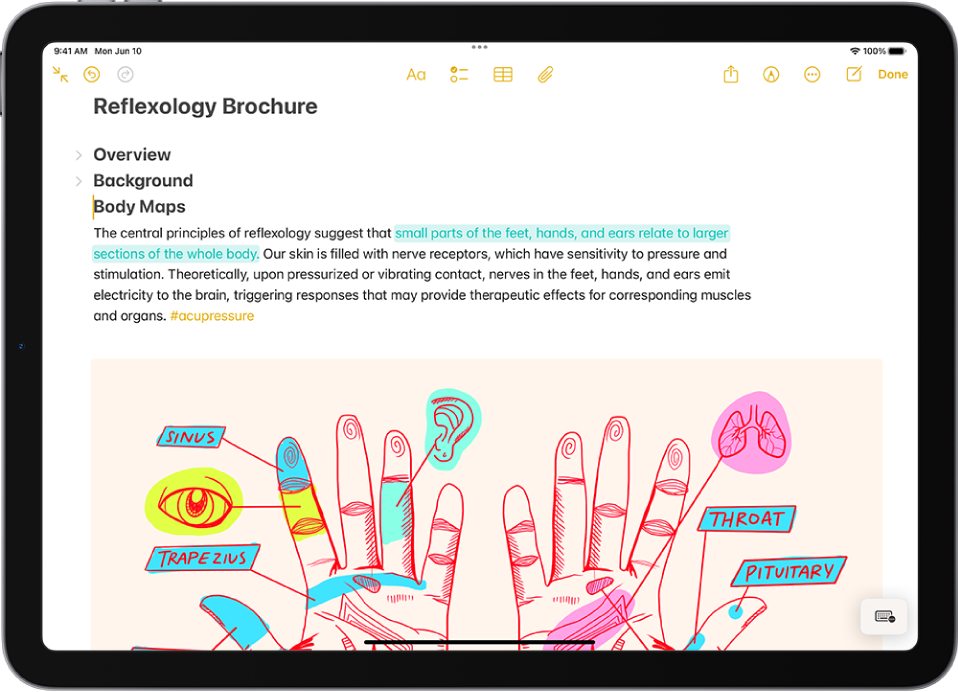 9:41 AM Mon Jun 10
100%
Aa
Done
Reflexology Brochure
Overview
Background
Body Maps
The central principles of reflexology suggest that small parts of the feet, hands, and ears relate to larger
sections of the whole body. Our skin is filled with nerve receptors, which have sensitivity to pressure and
stimulation. Theoretically, upon pressurized or vibrating contact, nerves in the feet, hands, and ears emit
electricity to the brain, triggering responses that may provide therapeutic effects for corresponding muscles
and organs. #acupressure
SINUS
TRAPEZIUS
THROAT
PITUITARY